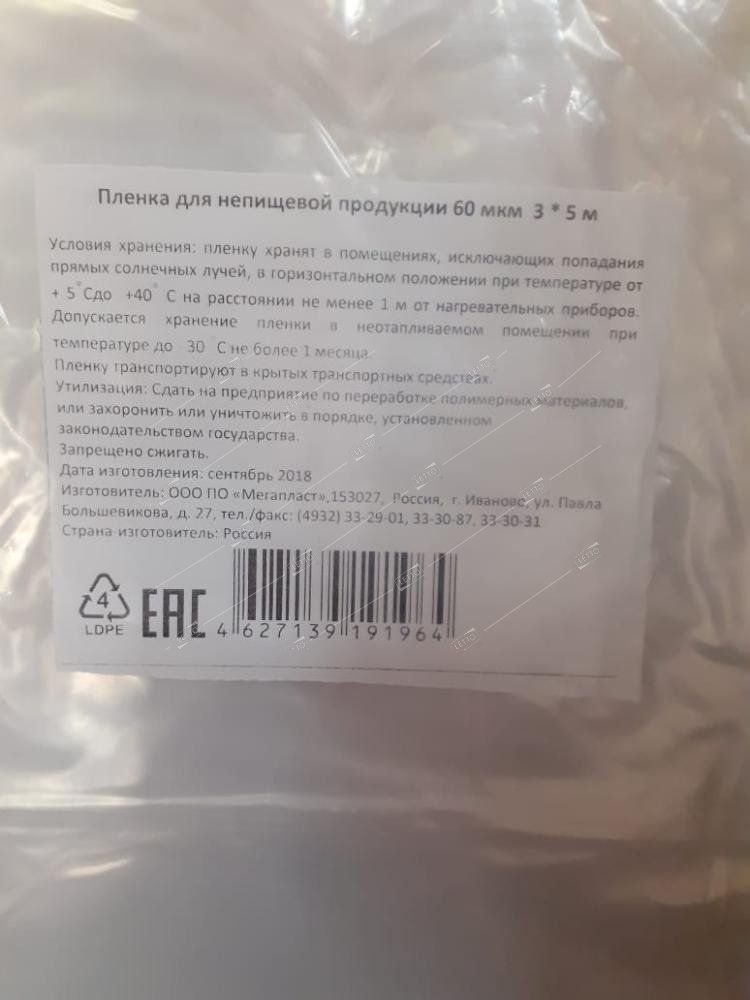 Пленка для непищевой продукции 60 мкм 3 * 5 м
Условия хранения: пленку хранят в помещениях, исключающих попадания
прямых солнечных лучей, в горизонтальном положении при температуре от
+ 5°Сдо +40° С на расстоянии не менее 1 м от нагревательных приборов.
Допускается хранение пленки в неотапливаемом помещении при
температуре до 30 °С не более 1 месяца.
Пленку транспортируют в крытых транспортных средствах.
Утилизация: Сдать на предприятие по переработке полимерных материалов,
или захоронить или уничтожить в порядке, установленном
законодательством государства.
Запрещено сжигать.
Дата изготовления: сентябрь 2018
Изготовитель: ООО ПО «Мегапласт»,153027, Россия, г. Иваново, ул. Павла
Большевикова, д. 27, тел./факс: (4932) 33-29-01, 33-30-87, 33-30-31
Страна-изготовитель: Россия
4
LDPE
ЕАС
4 627139 191964